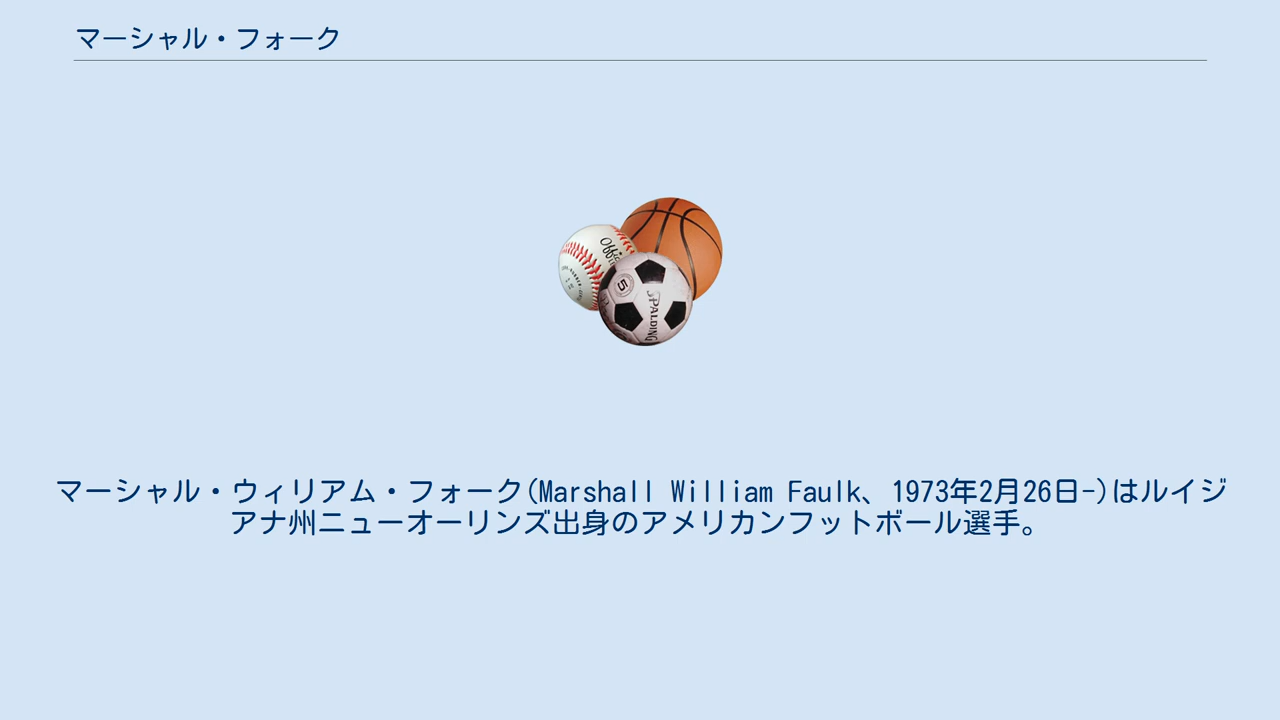 マーシャル・フォーク
SPALDING
5
マーシャル・ウィリアム・フォーク(Marshall William Faulk、1973年2月26日-)はルイジ
アナ州ニューオーリンズ出身のアメリカンフットボール選手。